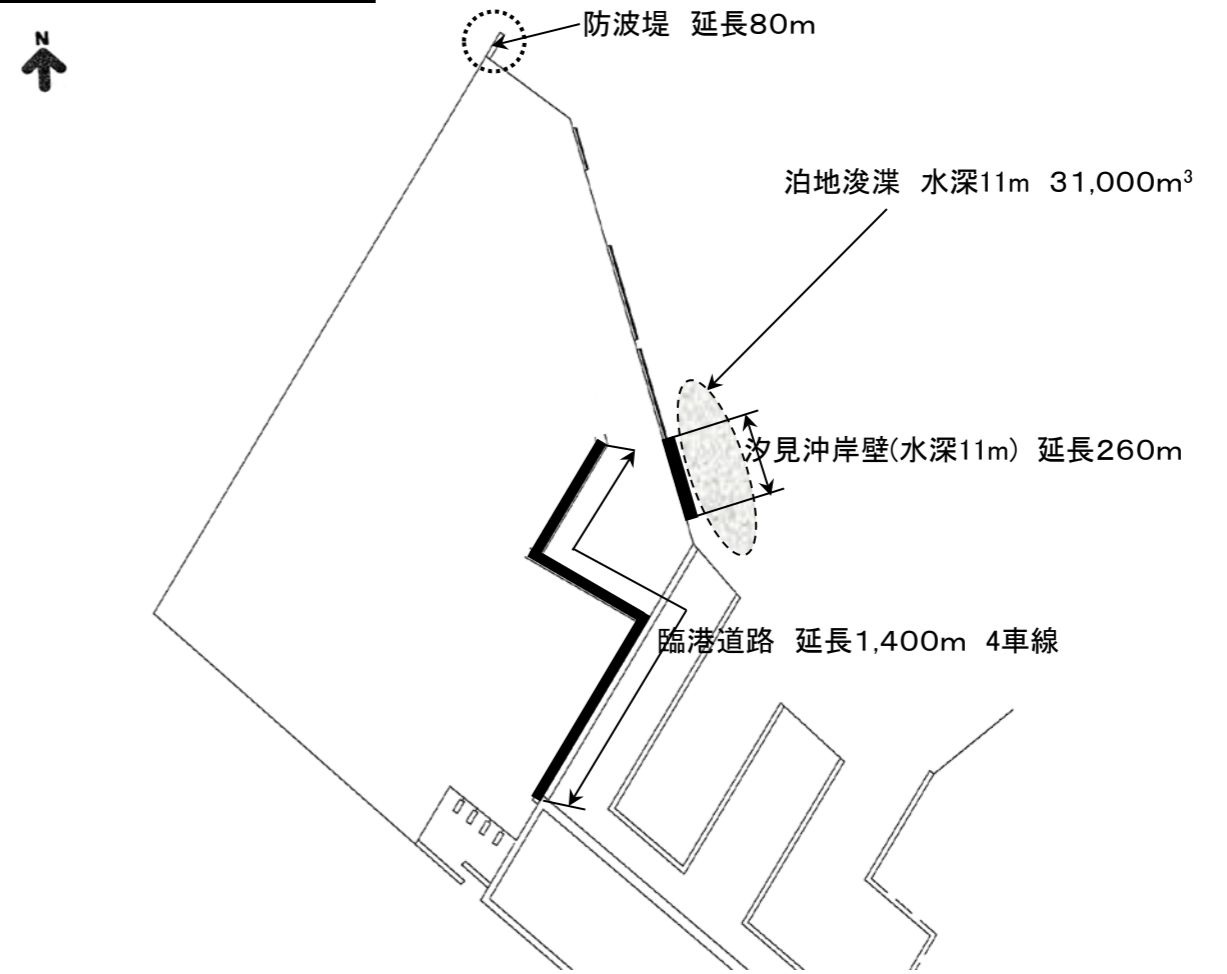 N
防波堤 延長80m
泊地浚渫 水深11m 31,000m³
汐見沖岸壁(水深11m) 延長260m
臨港道路 延長1,400m 4車線